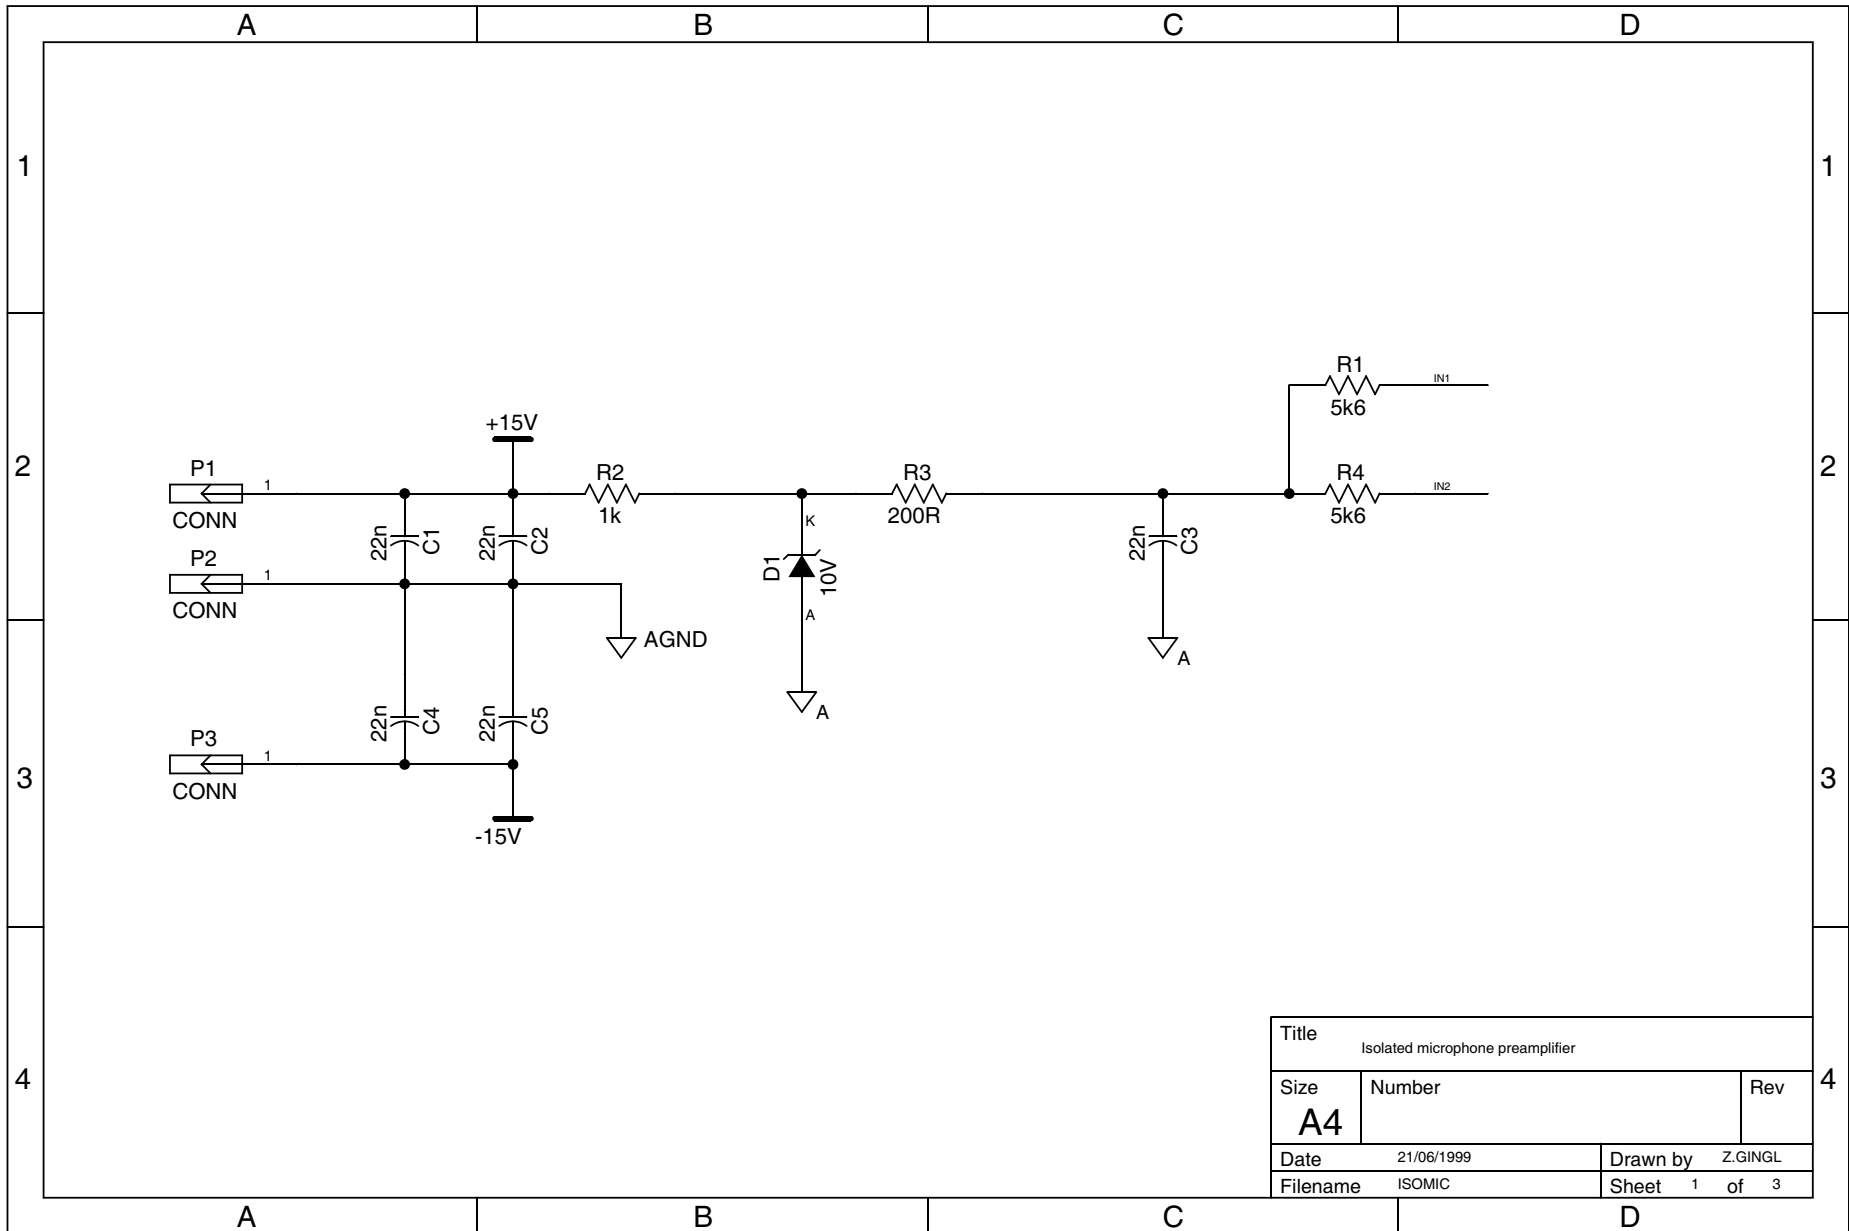 A B C D
1 1
R1
IN1
5k6
+15V
2 2
P1 1 R2 R3 R4
IN2
CONN 1k 200R 5k6
22n C1 22n C2 K 22n C3
P2 1 D1 10V
CONN A
AGND
A
A
22n C4 22n C5
P3 1
3 3
CONN
-15V
Title Isolated microphone preamplifier
4 4
Size Number Rev
A4
Date 21/06/1999 Drawn by Z.GINGL
Filename ISOMIC Sheet 1 of 3
A B C D